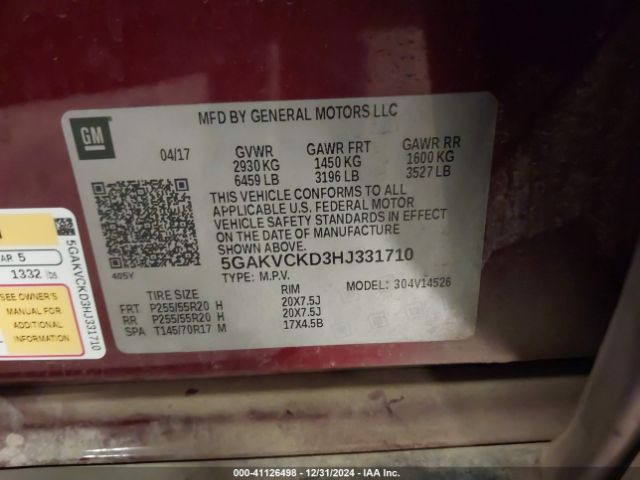 MFD BY GENERAL MOTORS LLC
GM
04/17
GVWR GAWR FRT GAWR RR
2930 KG 1450 KG 1600 KG
6459 LB 3196 LB 3527 LB
THIS VEHICLE CONFORMS TO ALL
APPLICABLE U.S. FEDERAL MOTOR
VEHICLE SAFETY STANDARDS IN EFFECT
ON THE DATE OF MANUFACTURE
SHOWN ABOVE.
405Y
5GAKVCKD3HJ331710
TYPE: M.P.V. MODEL: 304V14526
TIRE SIZE RIM
FRT P255/55R20 H 20X7.5J
RR P255/55R20 H 20X7.5J
SPA T145/70R17 M 17X4.5B
AR 5
1332 lbs
SEE OWNER'S
MANUAL FOR
ADDITIONAL
INFORMATION
5GAKVCKD3HJ331710
000-41126498 - 12/31/2024 - IAA Inc.